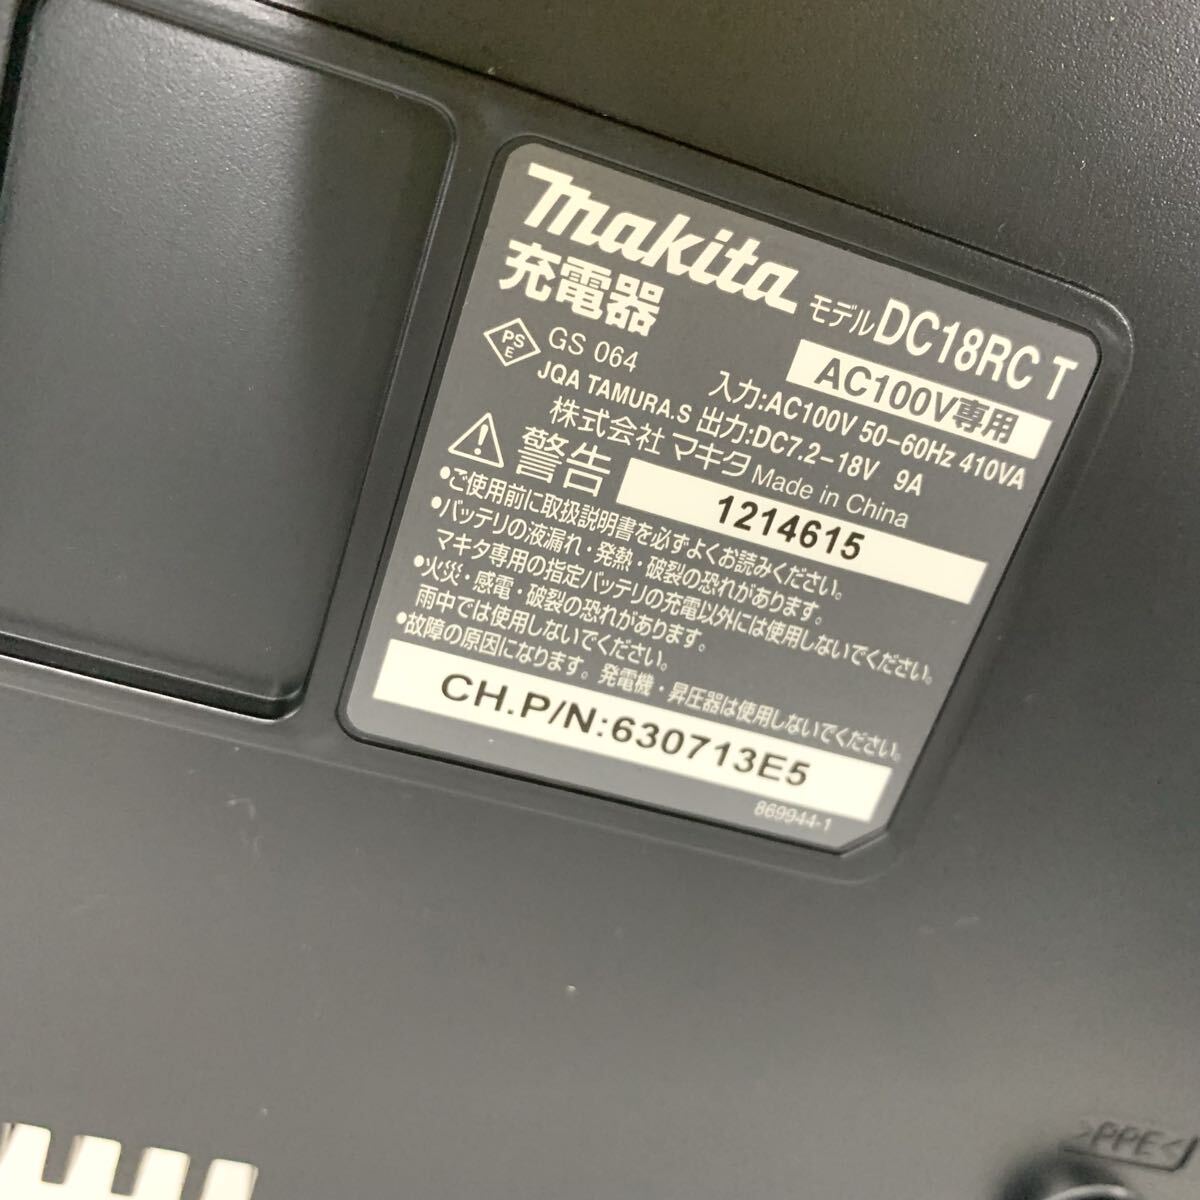 makita
充電器 モデル DC18RC T
PS E GS 064 AC100V専用
JQA TAMURA.S 入力:AC100V 50-60Hz 410VA
出力:DC7.2-18V 9A
株式会社 マキタ Made in China
警告 1214615
●ご使用前に取扱説明書を必ずよくお読みください。
●バッテリの液漏れ・発熱・破裂の恐れがあります。
マキタ専用の指定バッテリの充電以外には使用しないでください。
●火災・感電・破裂の恐れがあります。
雨中では使用しないでください。
●故障の原因になります。発電機・昇圧器は使用しないでください。
CH.P/N:630713E5
869944-1
>PPE<